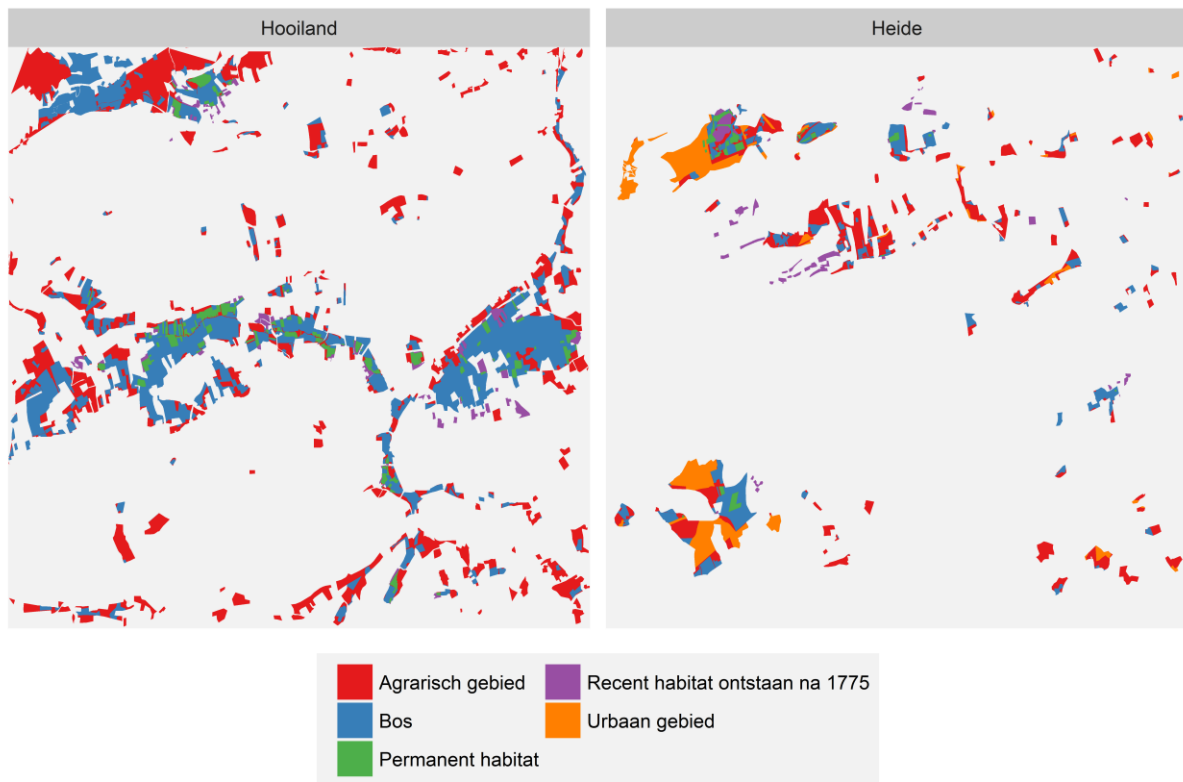 Hooiland
Heide
Agrarisch gebied
Bos
Permanent habitat
Recent habitat ontstaan na 1775
Urbaan gebied